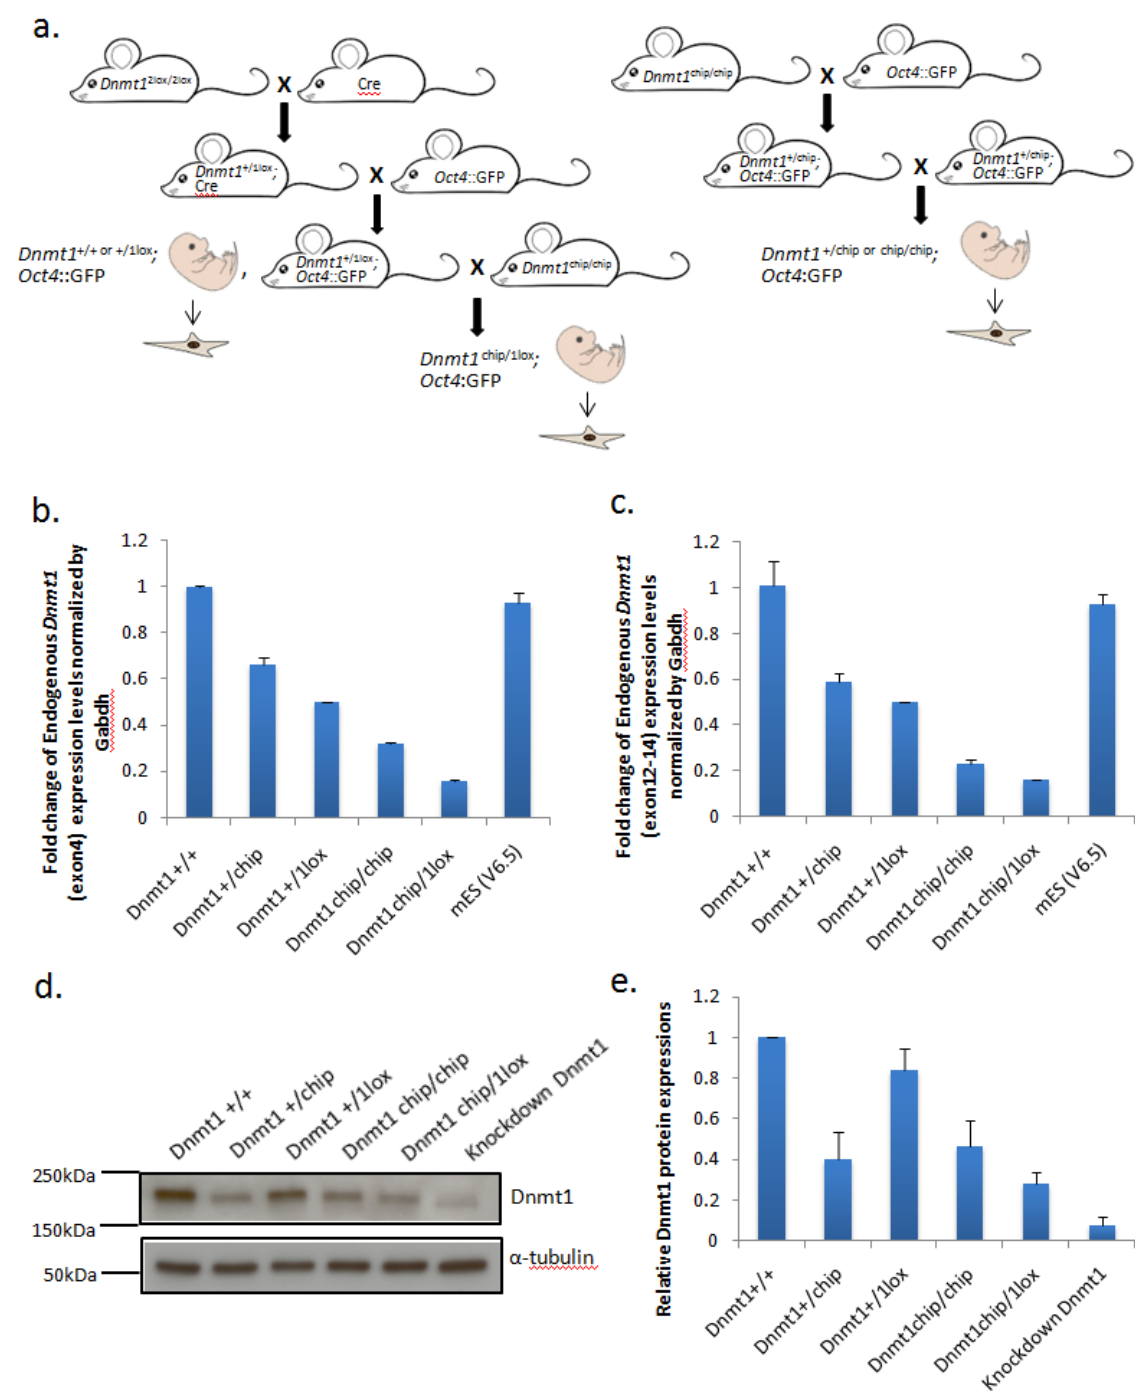 a.
Dnmt1 2lox/2lox
X
Cre
Dnmt1 chip/chip
X
Oct4::GFP
Dnmt1 +/1lox;
Cre
X
Oct4::GFP
Dnmt1 +/chip;
Oct4::GFP
X
Dnmt1 +/chip;
Oct4::GFP
Dnmt1 +/+ or +/1lox;
Oct4::GFP
,
Dnmt1 +/1lox;
Oct4::GFP
X
Dnmt1 chip/chip
Dnmt1 +/chip or chip/chip;
Oct4:GFP
Dnmt1 chip/1lox;
Oct4:GFP
b.
Fold change of Endogenous Dnmt1
(exon4) expression levels normalized by
Gabdh
1.2
1
0.8
0.6
0.4
0.2
0
Dnmt1 +/+
Dnmt1 +/chip
Dnmt1 +/1lox
Dnmt1 chip/chip
Dnmt1 chip/1lox
mES (V6.5)
c.
Fold change of Endogenous Dnmt1
(exon12-14) expression levels
normalized by Gabdh
1.2
1
0.8
0.6
0.4
0.2
0
Dnmt1 +/+
Dnmt1 +/chip
Dnmt1 +/1lox
Dnmt1 chip/chip
Dnmt1 chip/1lox
mES (V6.5)
d.
Dnmt1 +/+
Dnmt1 +/chip
Dnmt1 +/1lox
Dnmt1 chip/chip
Dnmt1 chip/1lox
Knockdown Dnmt1
250kDa
Dnmt1
150kDa
α-tubulin
50kDa
e.
Relative Dnmt1 protein expressions
1.2
1
0.8
0.6
0.4
0.2
0
Dnmt1+/+
Dnmt1+/chip
Dnmt1+/1lox
Dnmt1chip/chip
Dnmt1chip/1lox
Knockdown Dnmt1